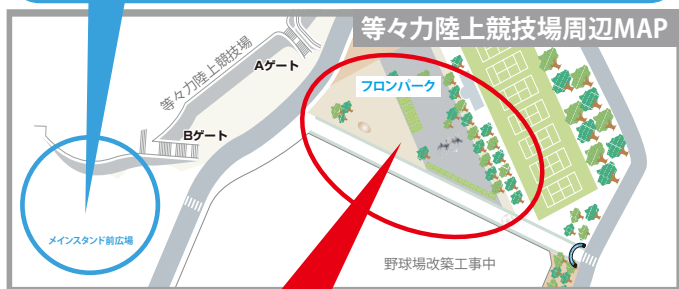 等々力陸上競技場周辺MAP
等々力陸上競技場
Aゲート
フロンパーク
Bゲート
メインスタンド前広場
野球場改築工事中